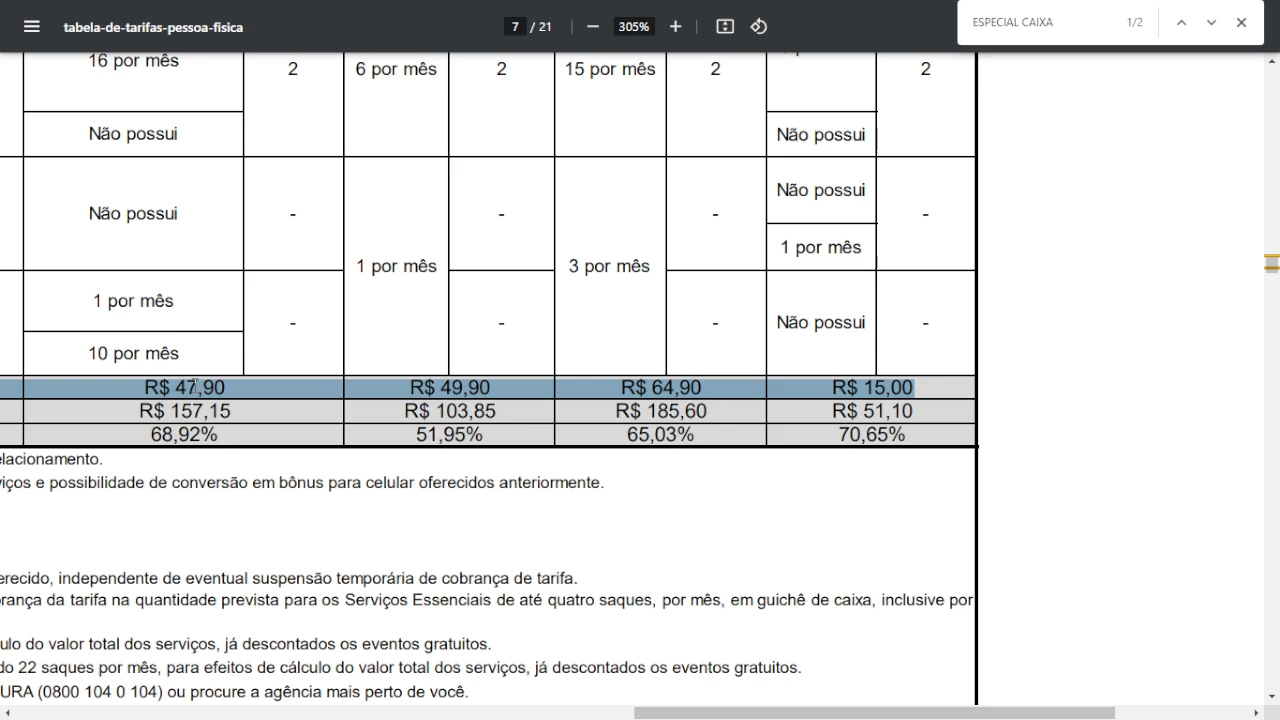 tabela-de-tarifas-pessoa-fisica 7 / 21 305% ESPECIAL CAIXA 1/2
16 por mês 2 6 por mês 2 15 por mês 2 2
Não possui Não possui
Não possui - - - Não possui -
1 por mês 3 por mês 1 por mês
1 por mês - - - Não possui -
10 por mês
R$ 47,90 R$ 49,90 R$ 64,90 R$ 15,00
R$ 157,15 R$ 103,85 R$ 185,60 R$ 51,10
68,92% 51,95% 65,03% 70,65%
elacionamento.
viços e possibilidade de conversão em bônus para celular oferecidos anteriormente.
erecido, independente de eventual suspensão temporária de cobrança de tarifa.
rança da tarifa na quantidade prevista para os Serviços Essenciais de até quatro saques, por mês, em guichê de caixa, inclusive por
ulo do valor total dos serviços, já descontados os eventos gratuitos.
do 22 saques por mês, para efeitos de cálculo do valor total dos serviços, já descontados os eventos gratuitos.
URA (0800 104 0 104) ou procure a agência mais perto de você.